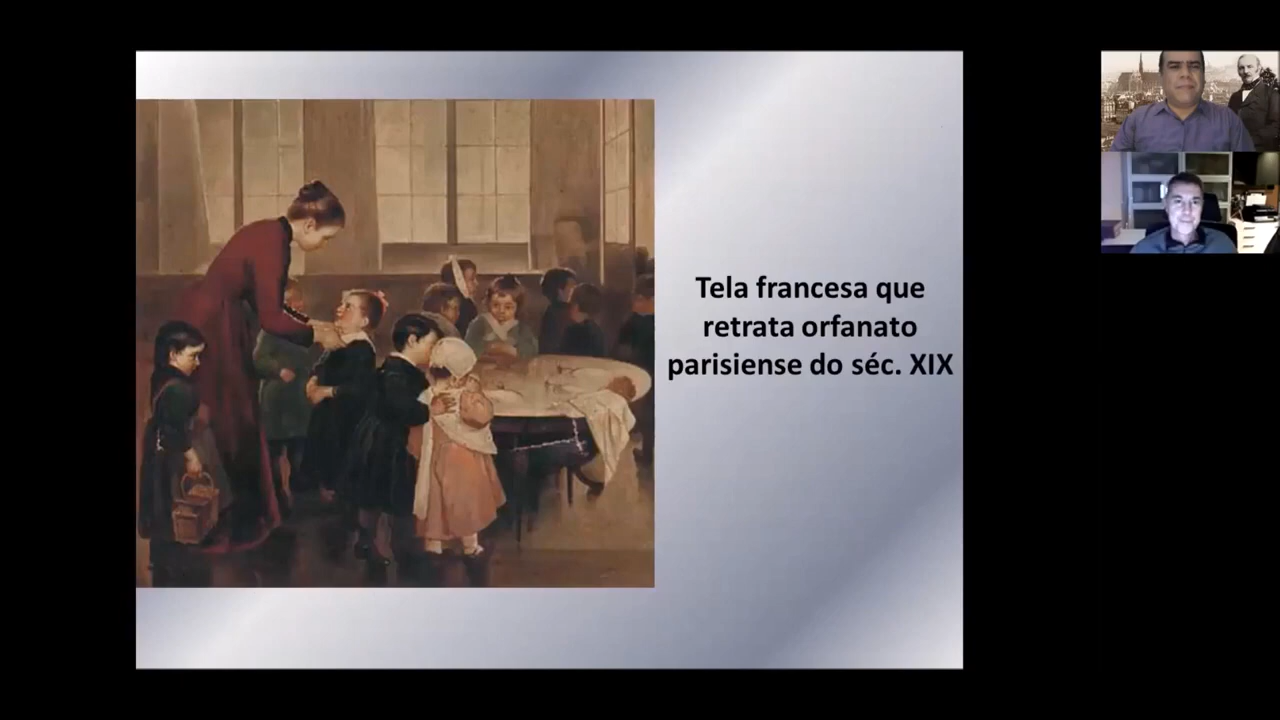 Tela francesa que
retrata orfanato
parisiense do séc. XIX